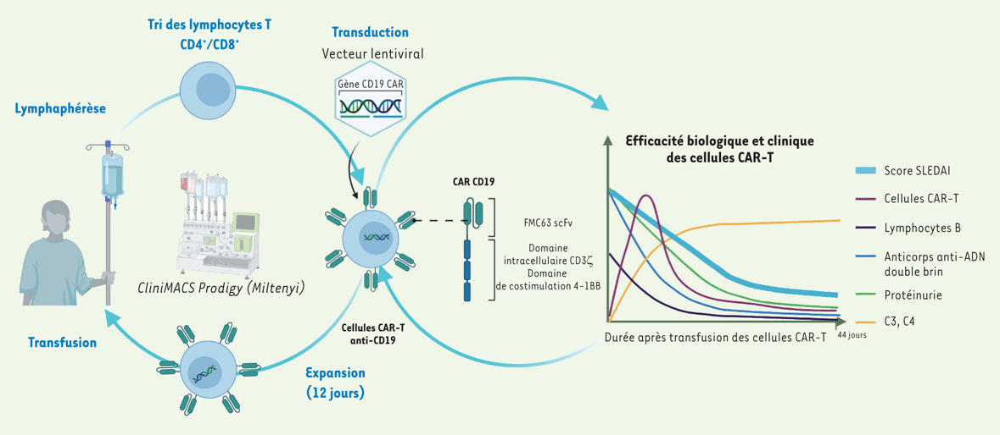 Tri des lymphocytes T
CD4⁺/CD8⁺
Transduction
Vecteur lentiviral
Gène CD19 CAR
Lymphaphérèse
CliniMACS Prodigy (Miltenyi)
Transfusion
Expansion
(12 jours)
Cellules CAR-T
anti-CD19
CAR CD19
FMC63 scFv
Domaine
intracellulaire CD3ζ
Domaine
de costimulation 4-1BB
Efficacité biologique et clinique
des cellules CAR-T
Durée après transfusion des cellules CAR-T
44 jours
Score SLEDAI
Cellules CAR-T
Lymphocytes B
Anticorps anti-ADN
double brin
Protéinurie
C3, C4